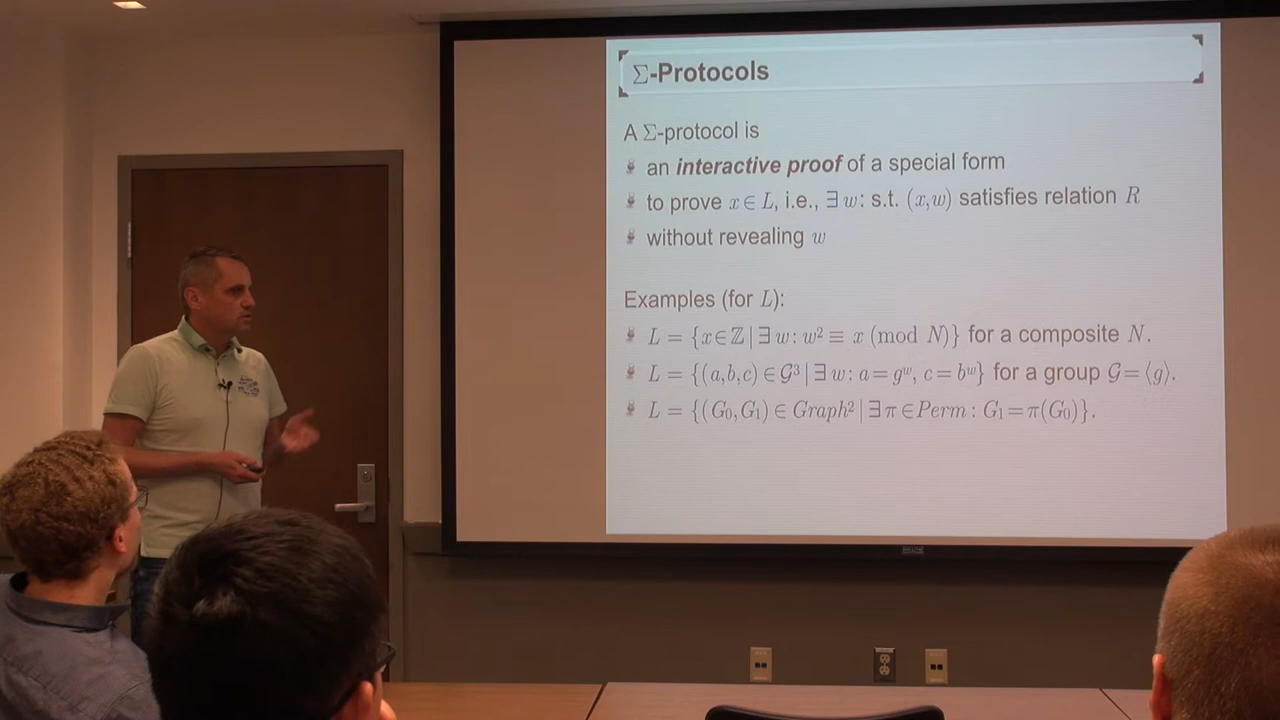 Σ-Protocols
A Σ-protocol is
an interactive proof of a special form
to prove x ∈ L, i.e., ∃ w: s.t. (x,w) satisfies relation R
without revealing w
Examples (for L):
L = {x∈ℤ | ∃ w: w² ≡ x (mod N)} for a composite N.
L = {(a,b,c) ∈ 𝒢³ | ∃ w: a=gʷ, c=bʷ} for a group 𝒢=⟨g⟩.
L = {(G₀,G₁) ∈ Graph² | ∃ π ∈ Perm : G₁=π(G₀)}.